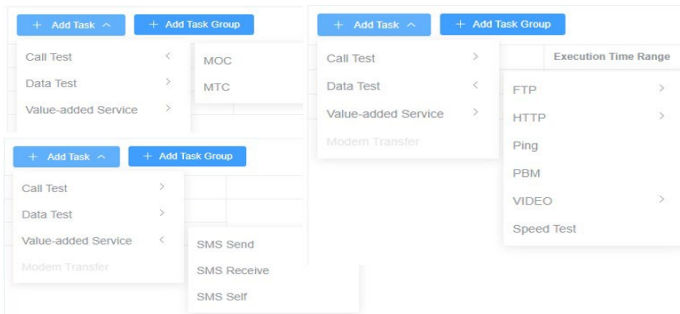 + Add Task
+ Add Task Group
Call Test
Data Test
Value-added Service
MOC
MTC
+ Add Task
+ Add Task Group
Execution Time Range
Call Test
Data Test
Value-added Service
Modem Transfer
FTP
HTTP
Ping
PBM
VIDEO
Speed Test
+ Add Task
+ Add Task Group
Call Test
Data Test
Value-added Service
Modem Transfer
SMS Send
SMS Receive
SMS Self